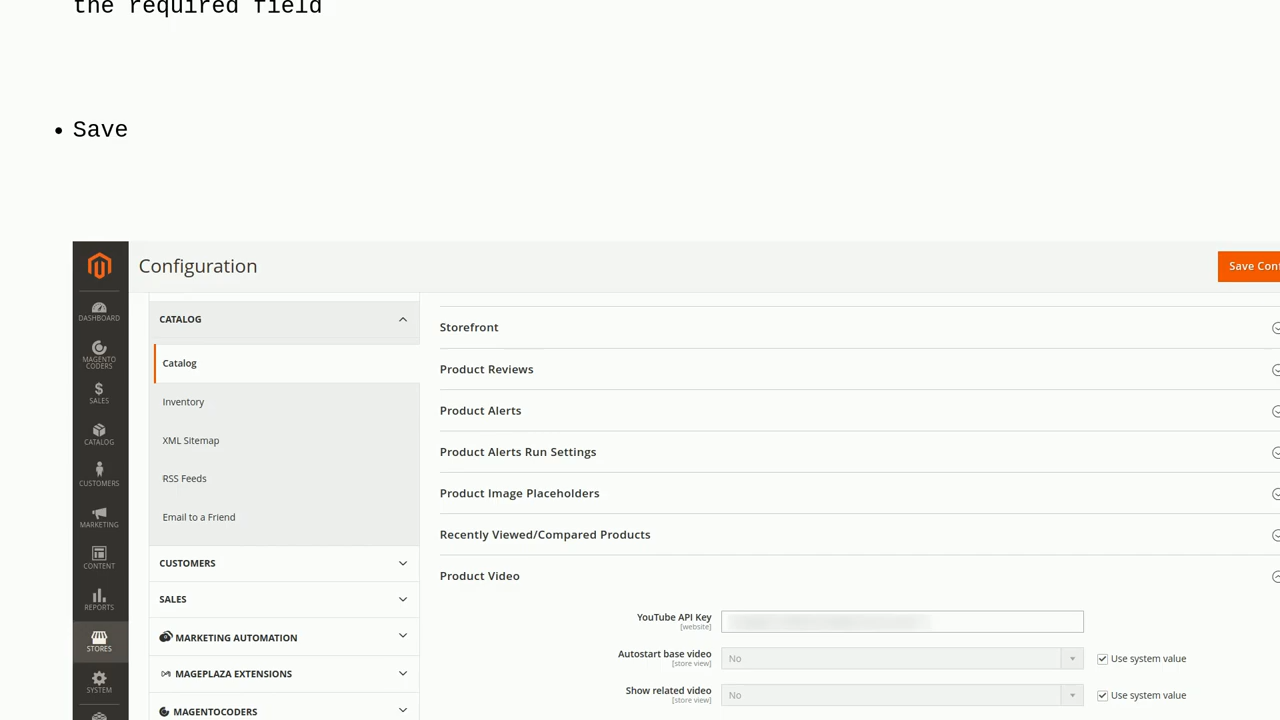 the required field
• Save
Configuration
Save Con
DASHBOARD
MAGENTO CODERS
SALES
CATALOG
CUSTOMERS
MARKETING
CONTENT
REPORTS
STORES
SYSTEM
CATALOG
Catalog
Inventory
XML Sitemap
RSS Feeds
Email to a Friend
CUSTOMERS
SALES
MARKETING AUTOMATION
MAGEPLAZA EXTENSIONS
MAGENTOCODERS
Storefront
Product Reviews
Product Alerts
Product Alerts Run Settings
Product Image Placeholders
Recently Viewed/Compared Products
Product Video
YouTube API Key
[website]
Autostart base video
[store view]
No
Use system value
Show related video
[store view]
No
Use system value